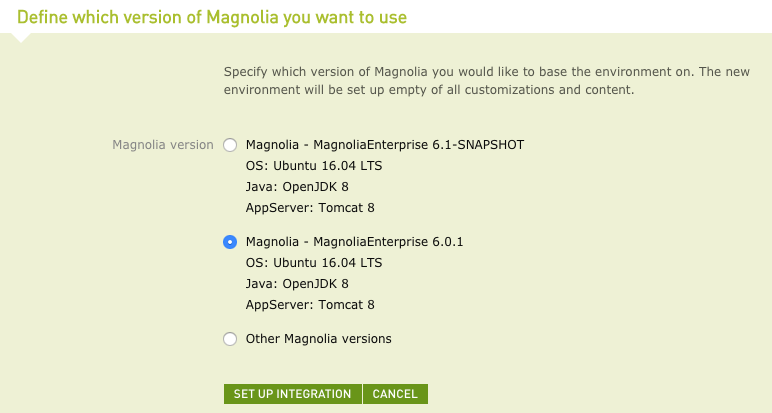 Define which version of Magnolia you want to use
Specify which version of Magnolia you would like to base the environment on. The new
environment will be set up empty of all customizations and content.
Magnolia version
Magnolia - MagnoliaEnterprise 6.1-SNAPSHOT
OS: Ubuntu 16.04 LTS
Java: OpenJDK 8
AppServer: Tomcat 8
Magnolia - MagnoliaEnterprise 6.0.1
OS: Ubuntu 16.04 LTS
Java: OpenJDK 8
AppServer: Tomcat 8
Other Magnolia versions
SET UP INTEGRATION CANCEL